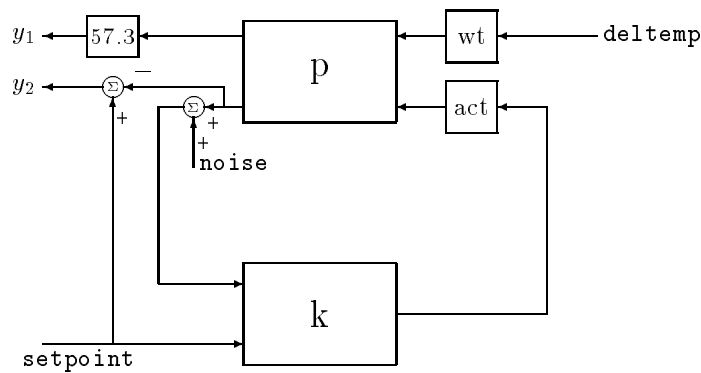 y₁ 57.3 p wt deltemp
y₂ Σ −
Σ act
+ +
+
noise
k
setpoint